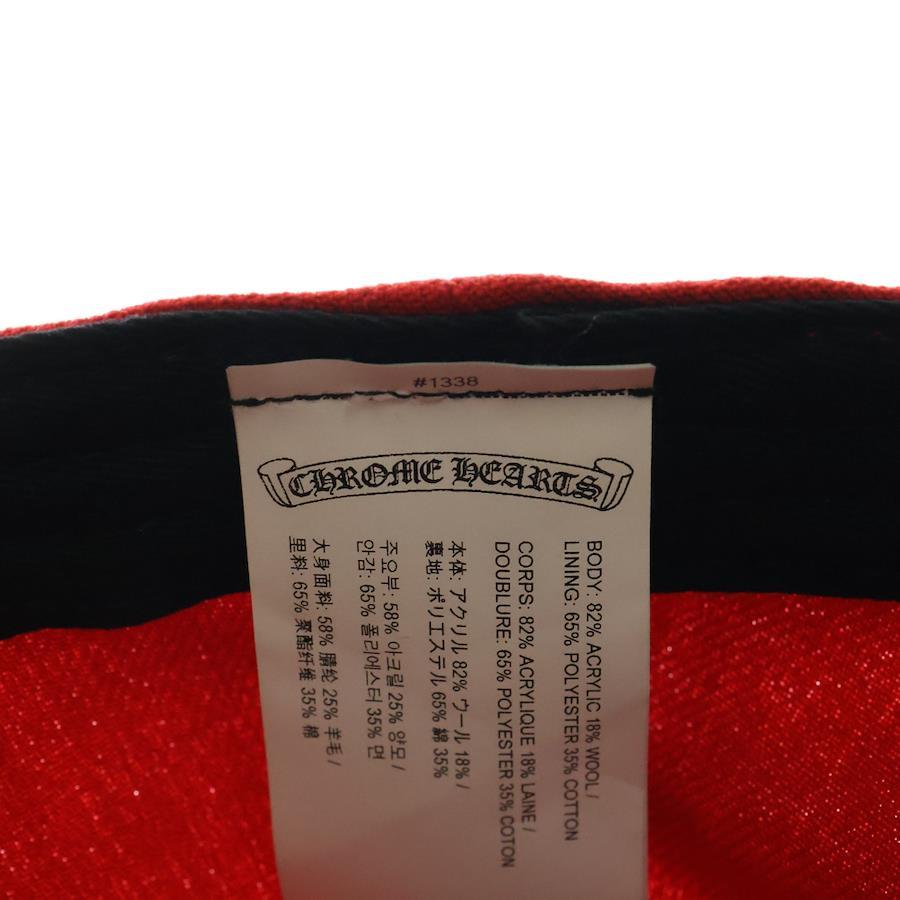 #1338
CHROME HEARTS
BODY: 82% ACRYLIC 18% WOOL /
LINING: 65% POLYESTER 35% COTTON
CORPS: 82% ACRYLIQUE 18% LAINE /
DOUBLURE: 65% POLYESTER 35% COTON
本体: アクリル 82% ウール 18% /
裏地: ポリエステル 65% 綿 35%
주요부: 58% 아크릴 25% 양모 /
안감: 65% 폴리에스터 35% 면
大身面料: 58% 腈纶 25% 羊毛 /
里料: 65% 聚酯纤维 35% 棉